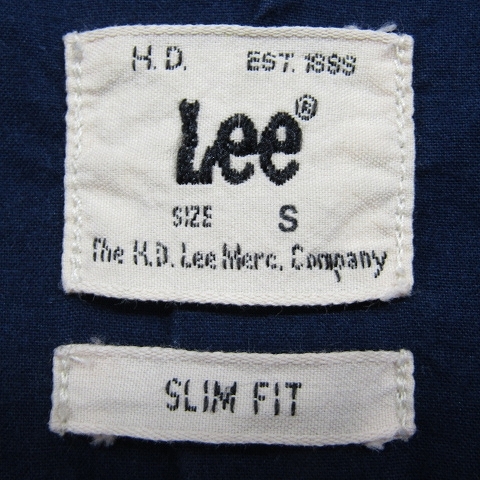 H.D. EST. 1889
Lee®
SIZE S
The H.D. Lee Merc. Company
SLIM FIT